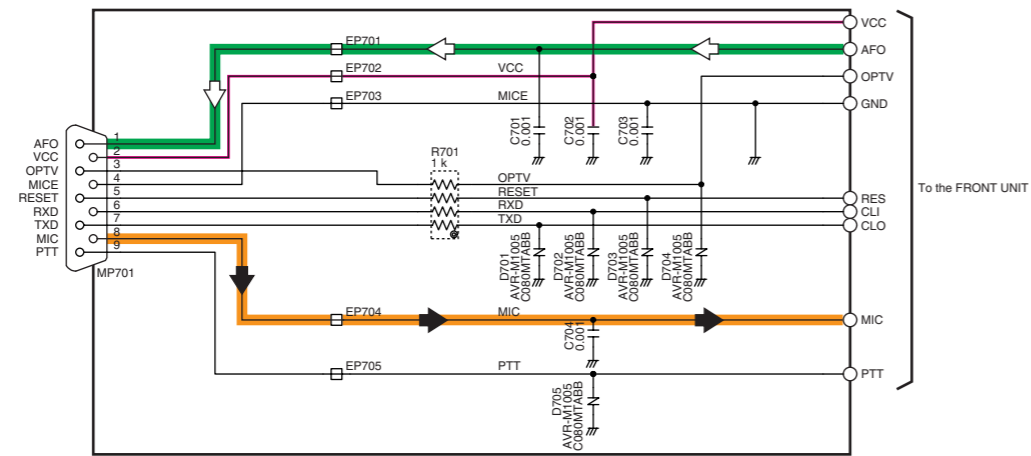 VCC
EP701
AFO
EP702
VCC
OPTV
EP703
MICE
GND
C701
0.001
C702
0.001
C703
0.001
AFO
1
VCC
2
OPTV
3
MICE
4
RESET
5
RXD
6
TXD
7
MIC
8
PTT
9
MP701
R701
1 k
OPTV
RESET
RXD
TXD
RES
CLI
CLO
To the FRONT UNIT
D701
AVR-M1005
C080MTABB
D702
AVR-M1005
C080MTABB
D703
AVR-M1005
C080MTABB
D704
AVR-M1005
C080MTABB
EP704
MIC
MIC
C704
0.001
EP705
PTT
PTT
D705
AVR-M1005
C080MTABB